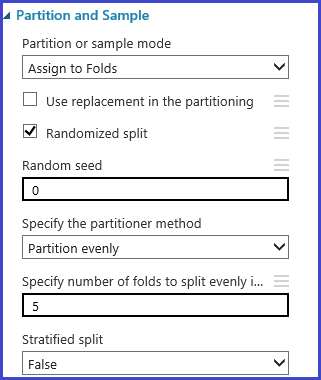 Partition and Sample
Partition or sample mode
Assign to Folds
Use replacement in the partitioning
Randomized split
Random seed
0
Specify the partitioner method
Partition evenly
Specify number of folds to split evenly i...
5
Stratified split
False